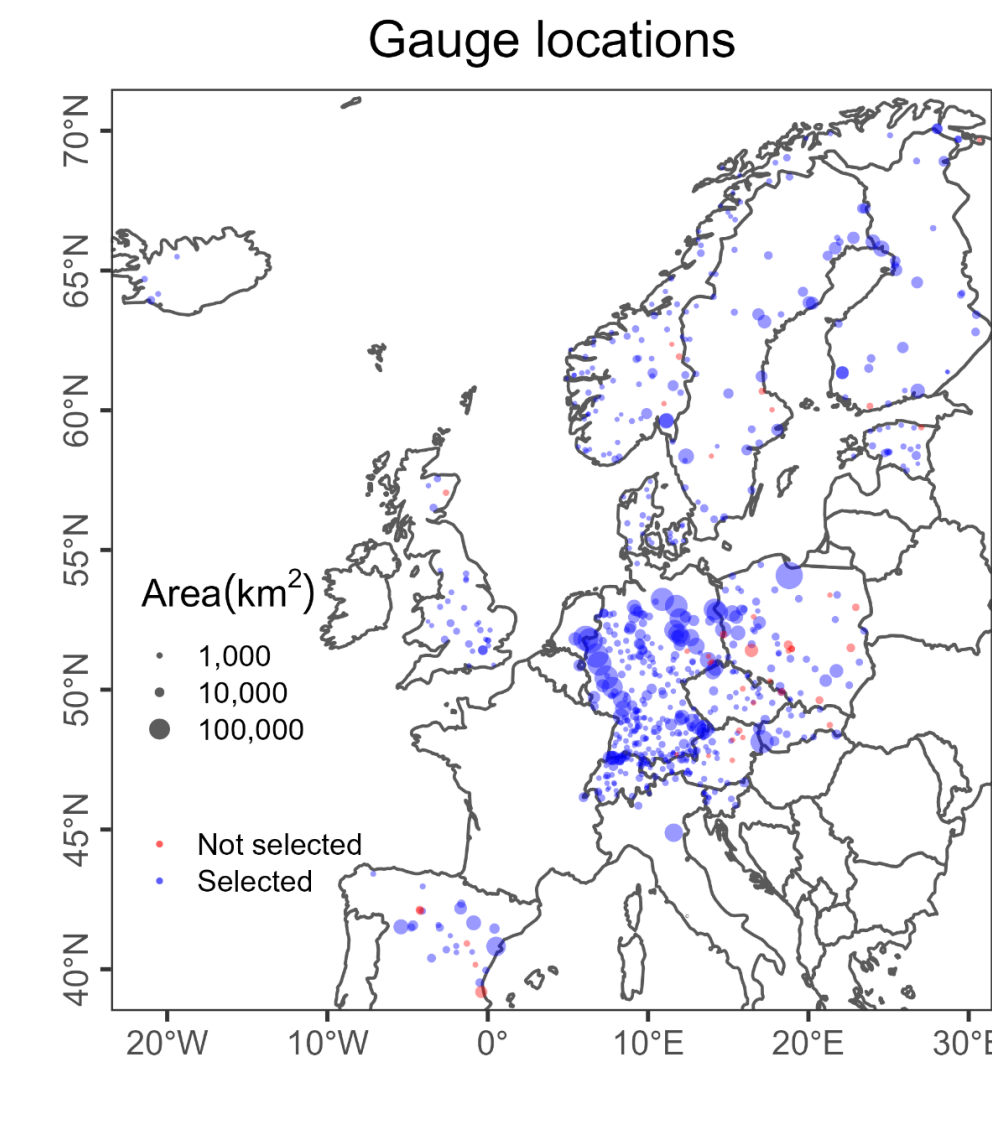 Gauge locations
70°N
65°N
60°N
55°N
50°N
45°N
40°N
Area(km²)
1,000
10,000
100,000
Not selected
Selected
20°W
10°W
0°
10°E
20°E
30°E